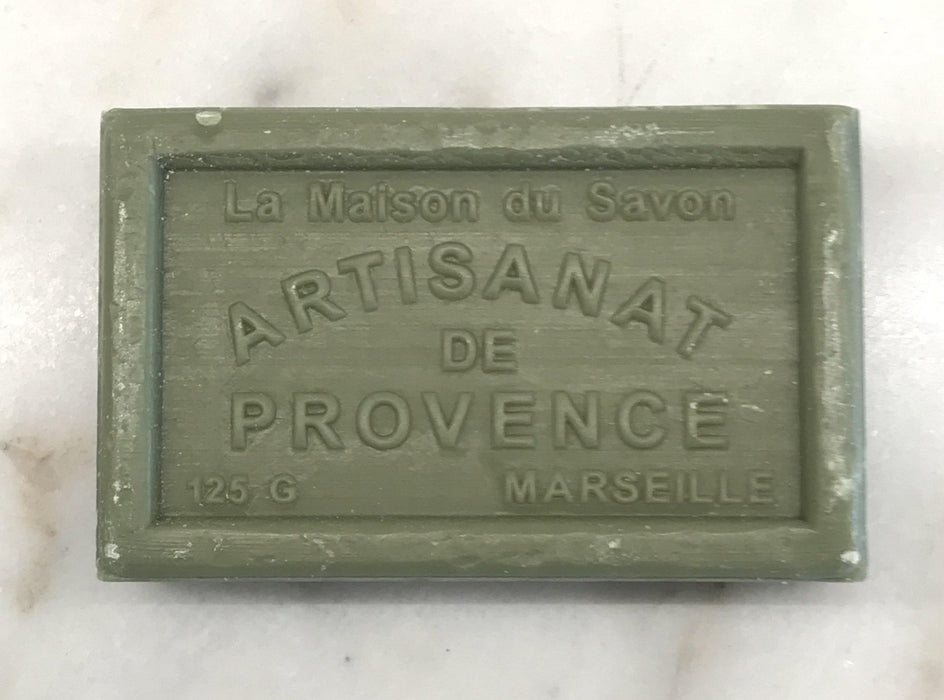 La Maison du Savon
ARTISANAT
DE
PROVENCE
125 G MARSEILLE